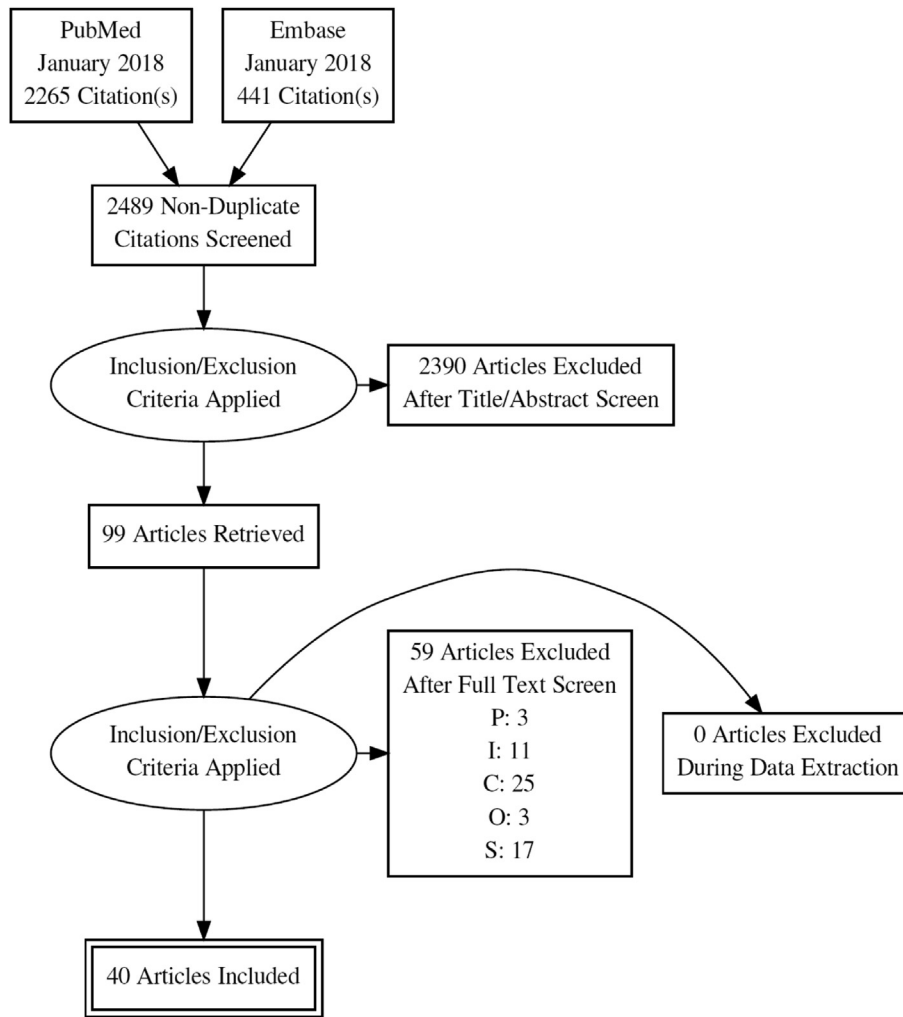 PubMed
January 2018
2265 Citation(s)
Embase
January 2018
441 Citation(s)
2489 Non-Duplicate
Citations Screened
Inclusion/Exclusion
Criteria Applied
2390 Articles Excluded
After Title/Abstract Screen
99 Articles Retrieved
Inclusion/Exclusion
Criteria Applied
59 Articles Excluded
After Full Text Screen
P: 3
I: 11
C: 25
O: 3
S: 17
0 Articles Excluded
During Data Extraction
40 Articles Included